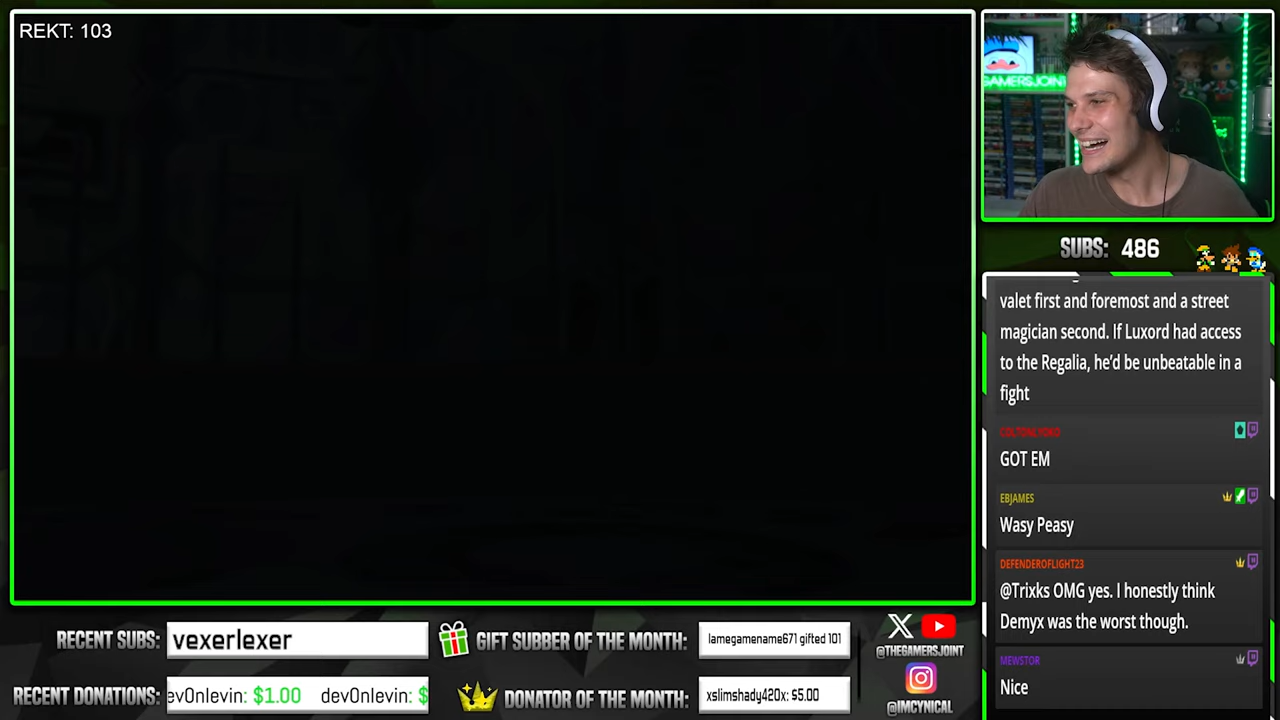 REKT: 103
GAMERSJOINT
SUBS: 486
valet first and foremost and a street
magician second. If Luxord had access
to the Regalia, he'd be unbeatable in a
fight
COLTONLYOKO
GOT EM
EBJAMES
Wasy Peasy
DEFENDEROFLIGHT23
@Trixks OMG yes. I honestly think
Demyx was the worst though.
MEWSTOR
Nice
RECENT SUBS: vexerlexer
GIFT SUBBER OF THE MONTH: lamegamename671 gifted 101
@THEGAMERSJOINT
RECENT DONATIONS: ev0nlevin: $1.00 dev0nlevin: $
DONATOR OF THE MONTH: xslimshady420x: $5.00
@IMCYNICAL